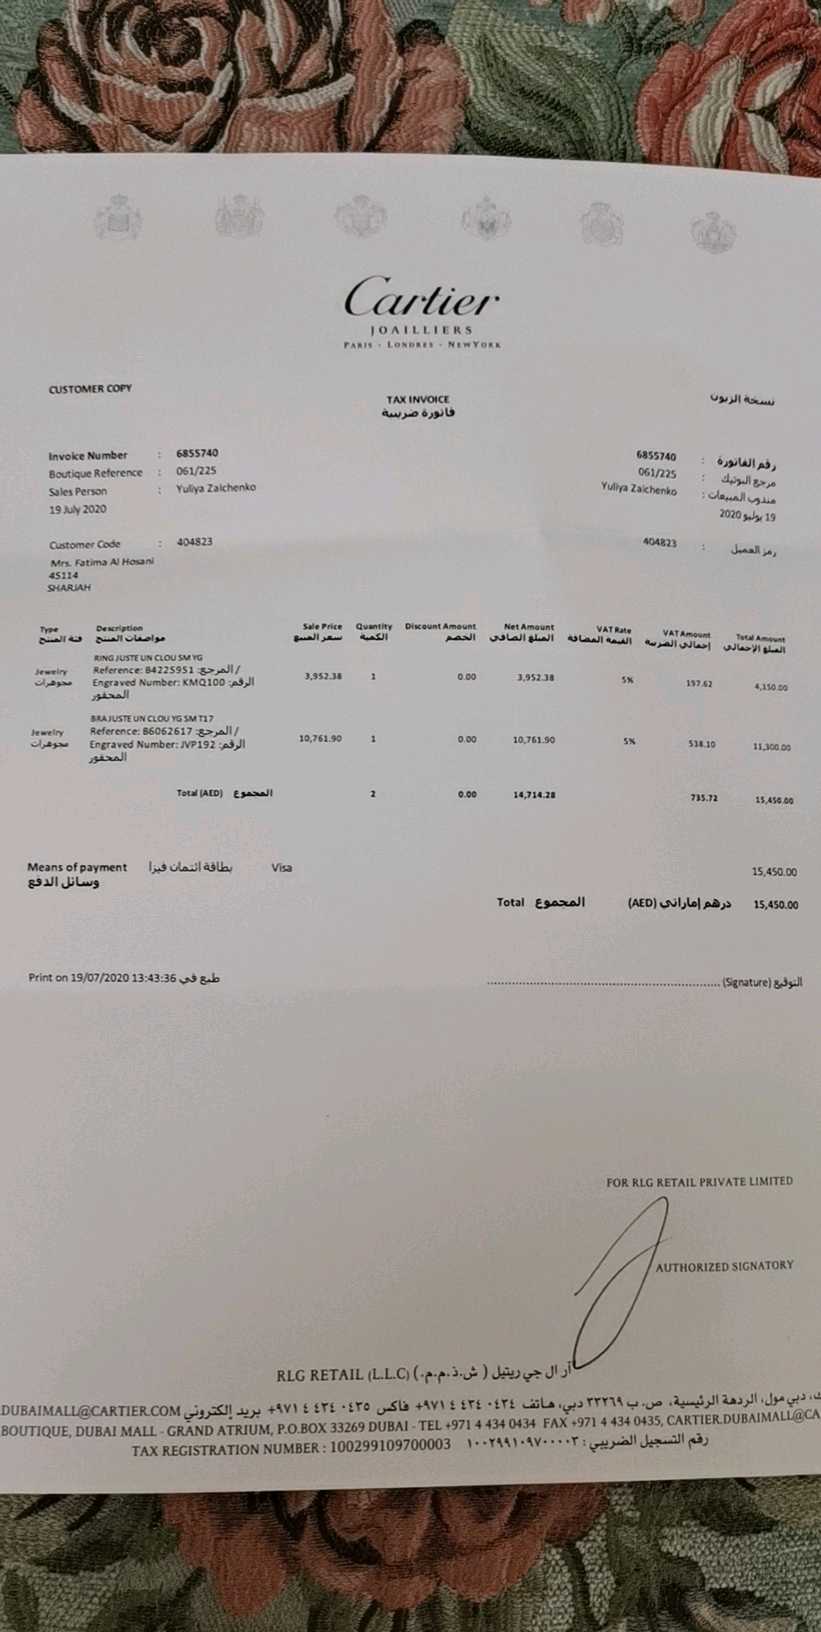 Cartier
JOAILLIERS
PARIS - LONDRES - NEWYORK
CUSTOMER COPY
نسخة الزبون
TAX INVOICE
فاتورة ضريبية
Invoice Number : 6855740
6855740 : رقم الفاتورة
Boutique Reference : 061/225
061/225 : مرجع البوتيك
Sales Person : Yuliya Zaichenko
Yuliya Zaichenko : مندوب المبيعات
19 July 2020
19 يوليو 2020
Customer Code : 404823
404823 : رمز العميل
Mrs. Fatima Al Hosani
45114
SHARJAH
Type Description Sale Price Quantity Discount Amount Net Amount VAT Rate VAT Amount Total Amount
فئة المنتج مواصفات المنتج سعر المبيع الكمية الخصم المبلغ الصافي القيمة المضافة إجمالي الضريبة المبلغ الإجمالي
RING JUSTE UN CLOU SM YG
Jewelry Reference: B4225951 :المرجع / 3,952.38 1 0.00 3,952.38 5% 197.62 4,150.00
مجوهرات Engraved Number: KMQ100 :الرقم
المحفور
BRA JUSTE UN CLOU YG SM T17
Jewelry Reference: B6062617 :المرجع / 10,761.90 1 0.00 10,761.90 5% 538.10 11,300.00
مجوهرات Engraved Number: JVP192 :الرقم
المحفور
Total (AED) المجموع 2 0.00 14,714.28 735.72 15,450.00
Means of payment بطاقة ائتمان فيزا Visa 15,450.00
وسائل الدفع
Total المجموع (AED) درهم إماراتي 15,450.00
Print on 19/07/2020 13:43:36 طبع في
(Signature) التوقيع
FOR RLG RETAIL PRIVATE LIMITED
AUTHORIZED SIGNATORY
RLG RETAIL (L.L.C) (.آر ال جي ريتيل ( ش.ذ.م.م
دبي مول، الردهة الرئيسية، ص. ب ٣٣٢٦٩ دبي، هاتف ٠٤٣٤ ٤٣٤ ٤ ٩٧١+ فاكس ٠٤٣٥ ٤٣٤ ٤ ٩٧١+ بريد إلكتروني DUBAIMALL@CARTIER.COM
BOUTIQUE, DUBAI MALL - GRAND ATRIUM, P.O.BOX 33269 DUBAI - TEL +971 4 434 0434 FAX +971 4 434 0435, CARTIER.DUBAIMALL@CA
TAX REGISTRATION NUMBER : 100299109700003 رقم التسجيل الضريبي : ١٠٠٢٩٩١٠٩٧٠٠٠٠٣